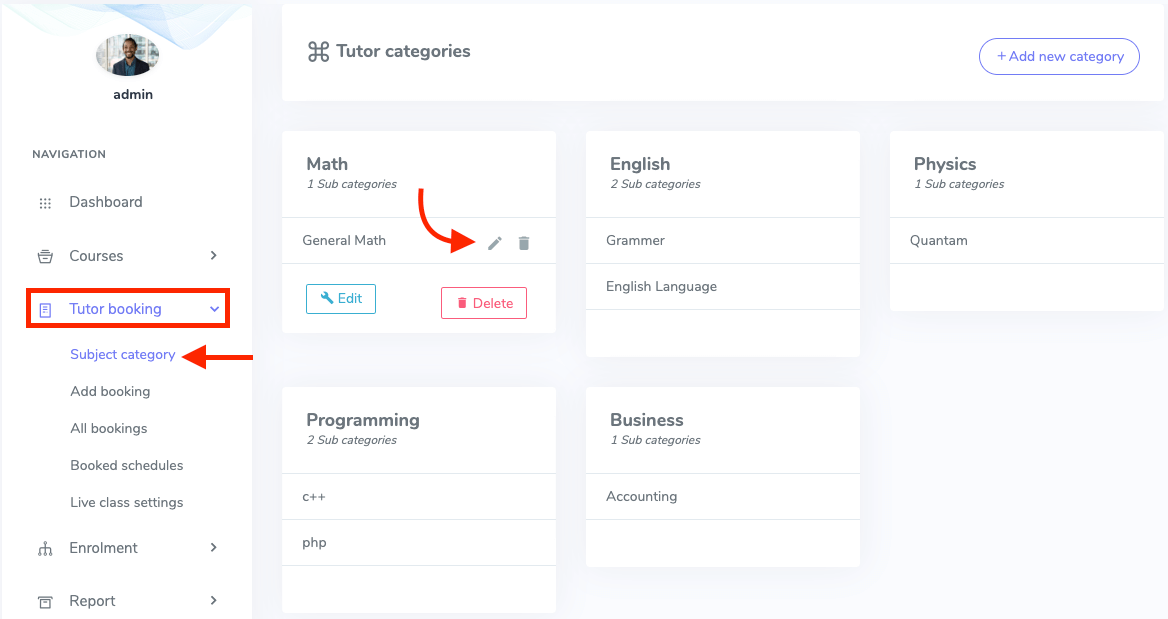 admin
NAVIGATION
Dashboard
Courses
Tutor booking
Subject category
Add booking
All bookings
Booked schedules
Live class settings
Enrolment
Report
Tutor categories
+ Add new category
Math
1 Sub categories
General Math
Edit
Delete
English
2 Sub categories
Grammer
English Language
Physics
1 Sub categories
Quantam
Programming
2 Sub categories
c++
php
Business
1 Sub categories
Accounting